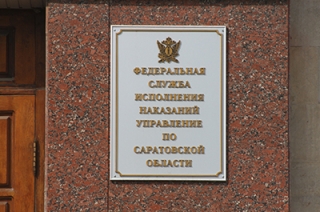 ФЕДЕРАЛЬНАЯ
СЛУЖБА
ИСПОЛНЕНИЯ
НАКАЗАНИЙ
УПРАВЛЕНИЕ
ПО
САРАТОВСКОЙ
ОБЛАСТИ